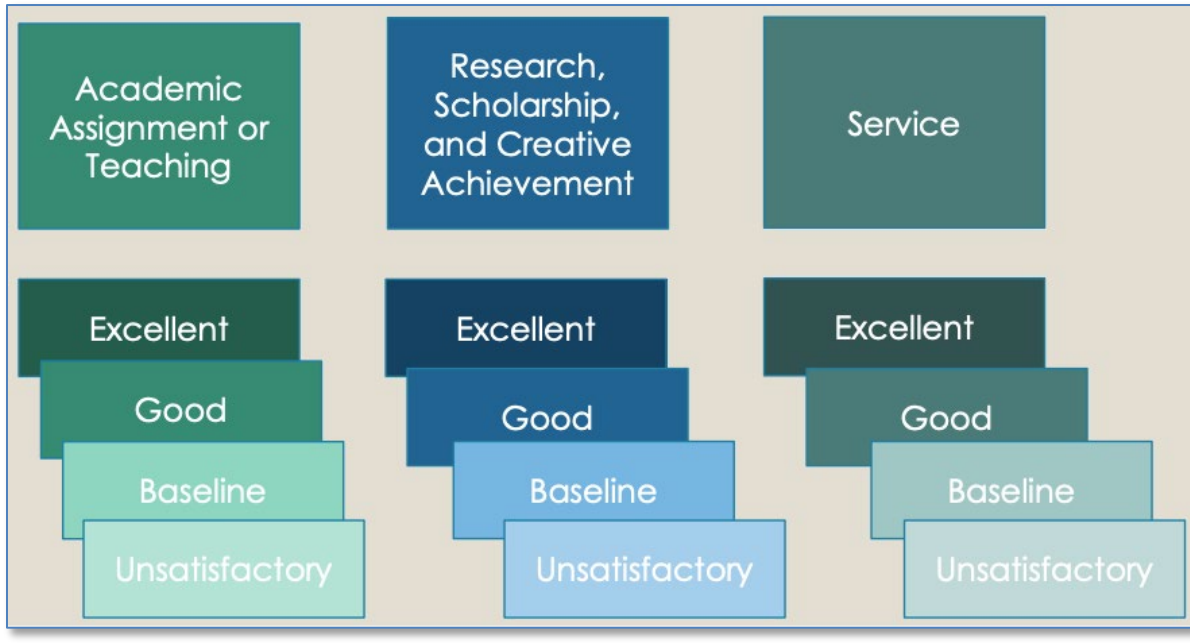 Academic
Assignment or
Teaching
Research,
Scholarship,
and Creative
Achievement
Service
Excellent
Good
Baseline
Unsatisfactory
Excellent
Good
Baseline
Unsatisfactory
Excellent
Good
Baseline
Unsatisfactory